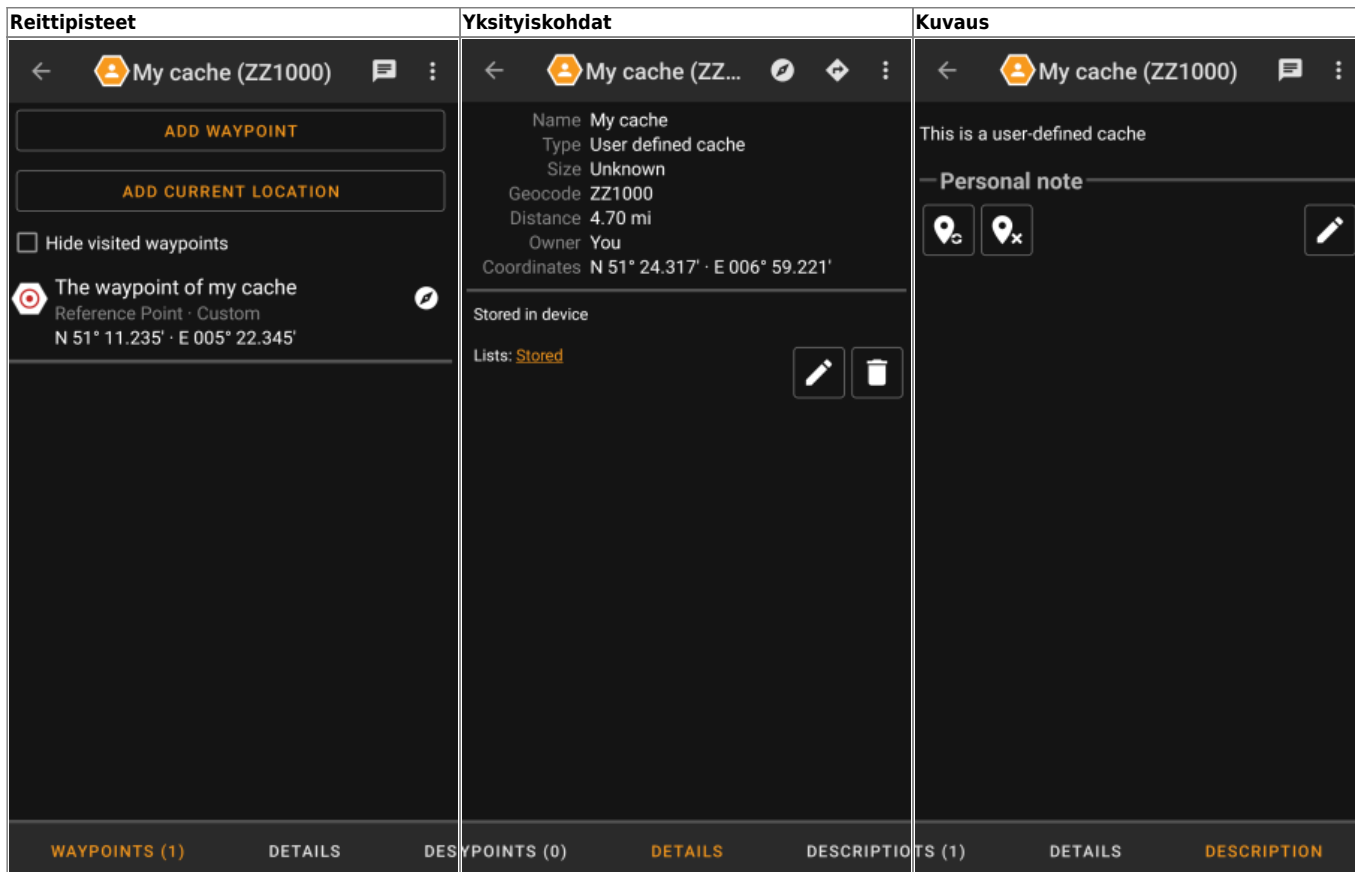 Reittipisteet
My cache (ZZ1000)
ADD WAYPOINT
ADD CURRENT LOCATION
Hide visited waypoints
The waypoint of my cache
Reference Point · Custom
N 51° 11.235' · E 005° 22.345'
WAYPOINTS (1) DETAILS DES
Yksityiskohdat
My cache (ZZ...
Name My cache
Type User defined cache
Size Unknown
Geocode ZZ1000
Distance 4.70 mi
Owner You
Coordinates N 51° 24.317' · E 006° 59.221'
Stored in device
Lists: Stored
YPOINTS (0) DETAILS DESCRIPTIO
Kuvaus
My cache (ZZ1000)
This is a user-defined cache
Personal note
TS (1) DETAILS DESCRIPTION